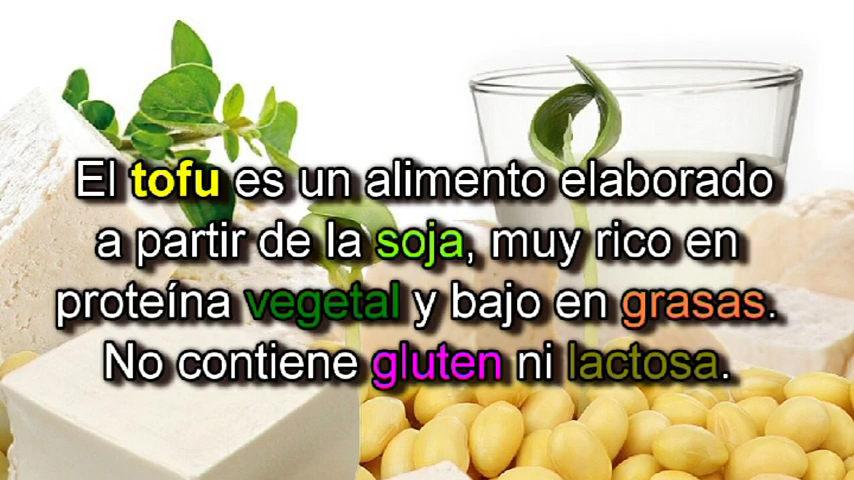 El tofu es un alimento elaborado
a partir de la soja, muy rico en
proteína vegetal y bajo en grasas.
No contiene gluten ni lactosa.